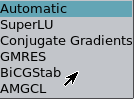 Automatic
SuperLU
Conjugate Gradients
GMRES
BiCGStab
AMGCL